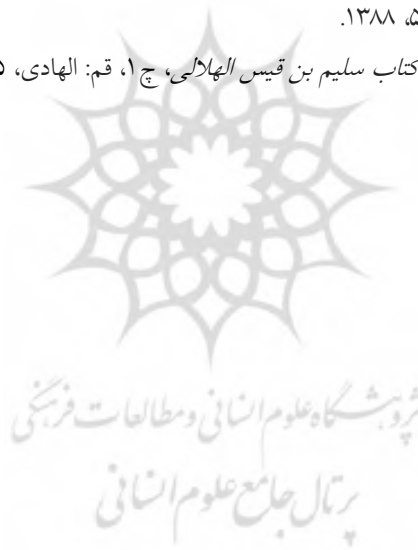 ۵، ۱۳۸۸.
کتاب سلیم بن قیس الهلالی، ج ۱، قم: الهادی، ۵
پژوهشگاه علوم انسانی و مطالعات فرهنگی
پرتال جامع علوم انسانی